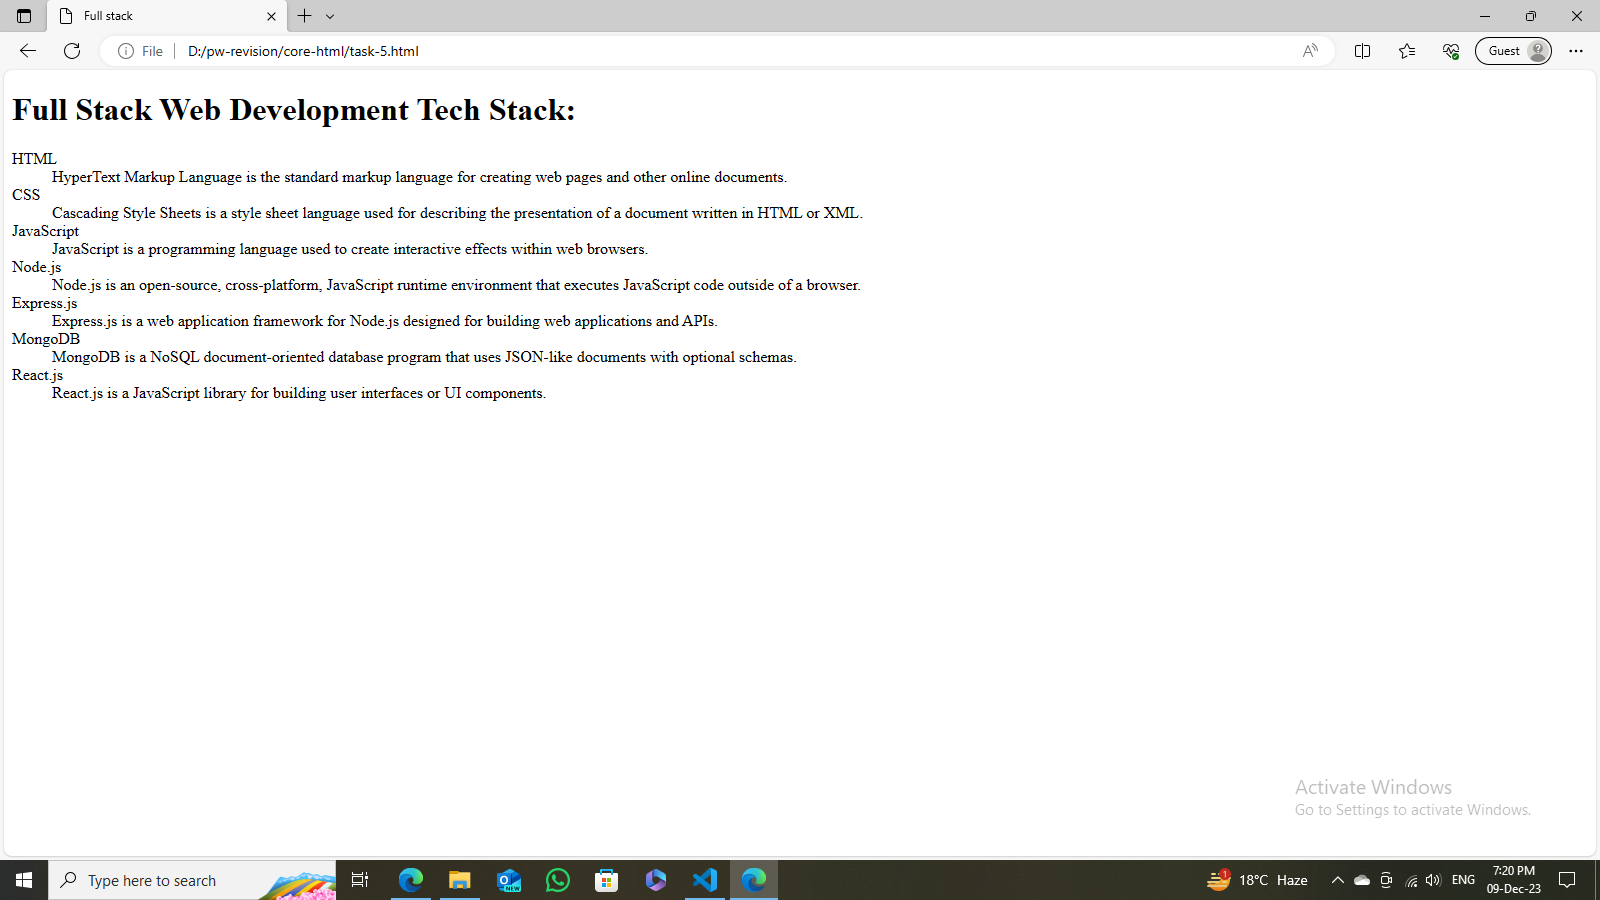 Full stack
File
D:/pw-revision/core-html/task-5.html
Guest
Full Stack Web Development Tech Stack:
HTML
HyperText Markup Language is the standard markup language for creating web pages and other online documents.
CSS
Cascading Style Sheets is a style sheet language used for describing the presentation of a document written in HTML or XML.
JavaScript
JavaScript is a programming language used to create interactive effects within web browsers.
Node.js
Node.js is an open-source, cross-platform, JavaScript runtime environment that executes JavaScript code outside of a browser.
Express.js
Express.js is a web application framework for Node.js designed for building web applications and APIs.
MongoDB
MongoDB is a NoSQL document-oriented database program that uses JSON-like documents with optional schemas.
React.js
React.js is a JavaScript library for building user interfaces or UI components.
Activate Windows
Go to Settings to activate Windows.
Type here to search
NEW
1
18°C Haze
ENG
7:20 PM
09-Dec-23